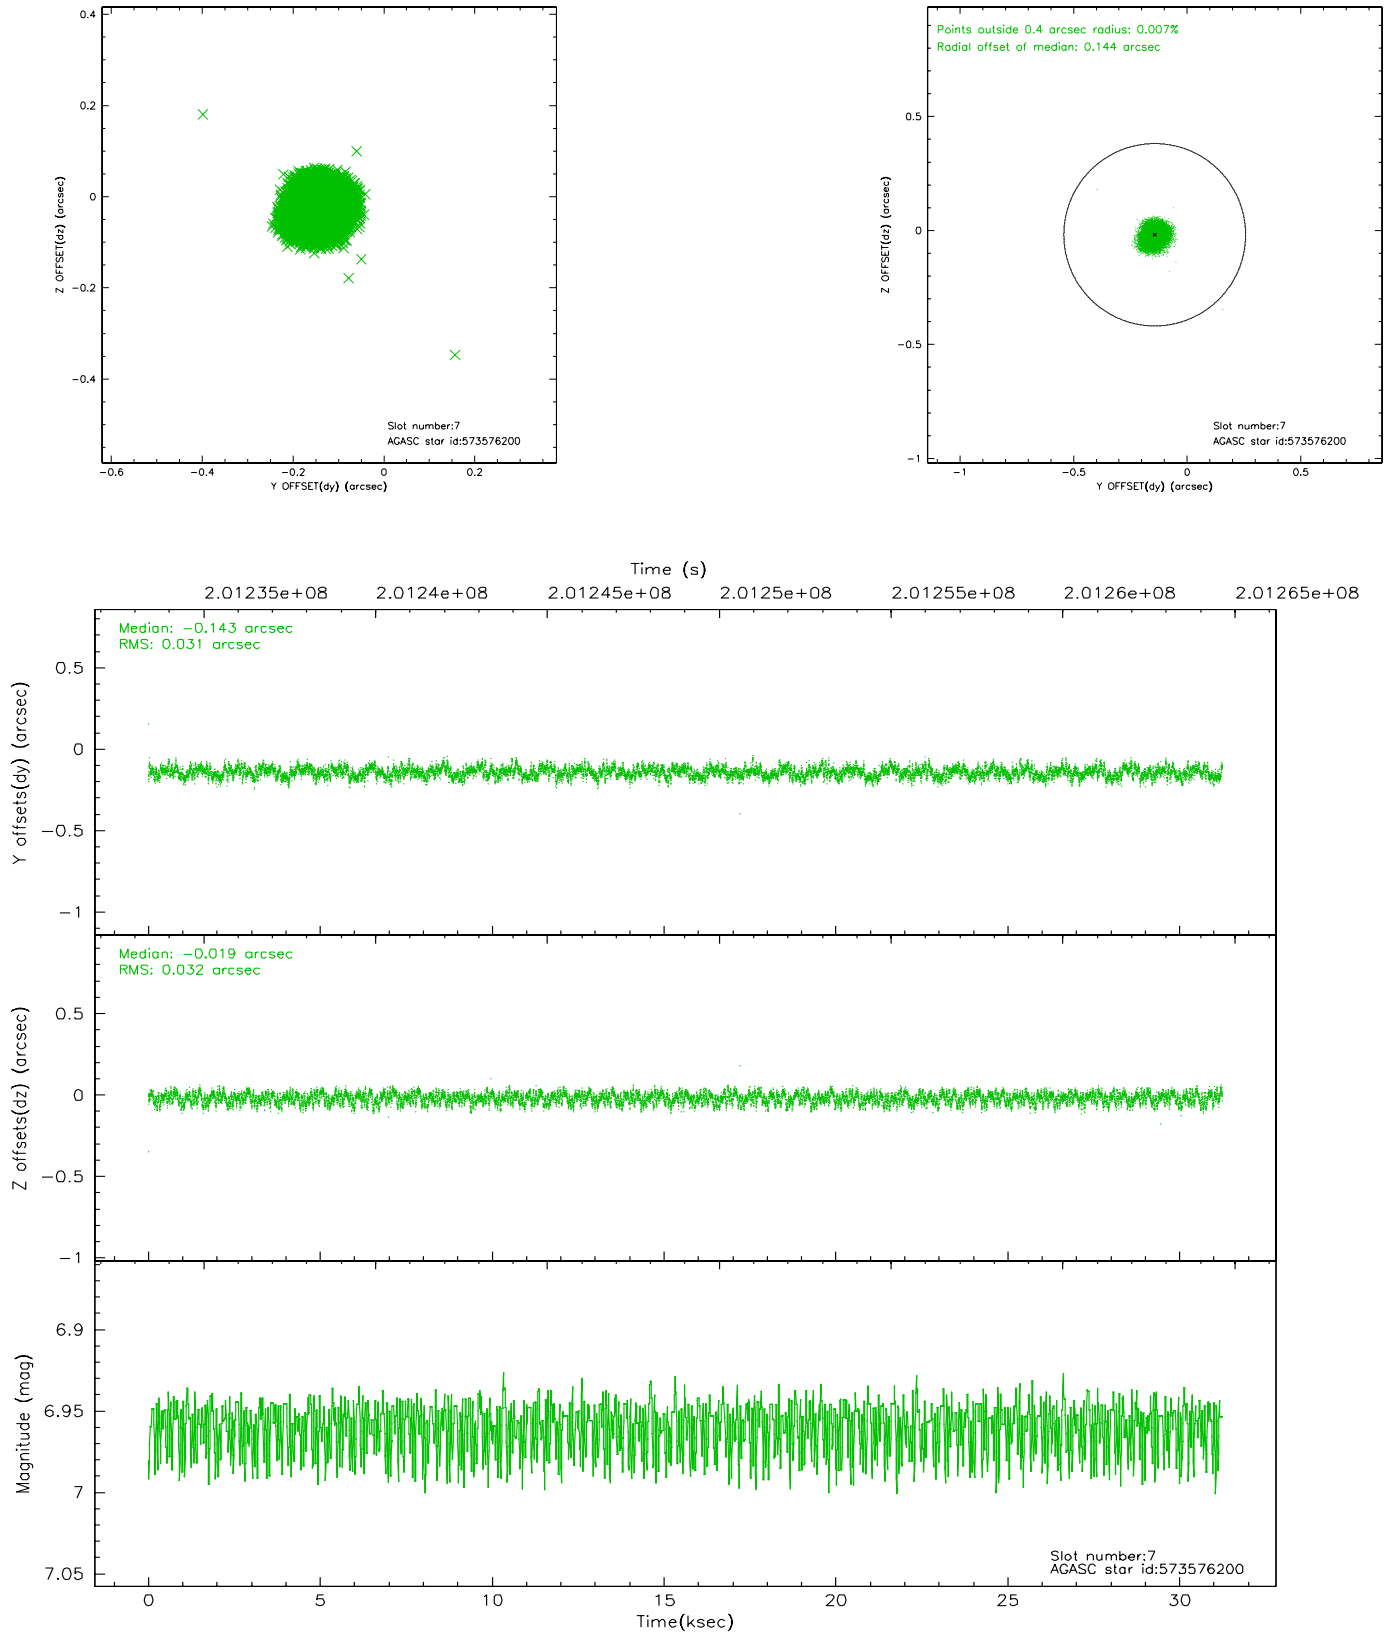 0.4
0.2
0
−0.2
−0.4
Z OFFSET(dz) (arcsec)
Slot number:7
AGASC star id:573576200
−0.6 −0.4 −0.2 0 0.2
Y OFFSET(dy) (arcsec)
Points outside 0.4 arcsec radius: 0.007%
Radial offset of median: 0.144 arcsec
0.5
0
−0.5
−1
Z OFFSET(dz) (arcsec)
Slot number:7
AGASC star id:573576200
−1 −0.5 0 0.5
Y OFFSET(dy) (arcsec)
Time (s)
2.01235e+08 2.0124e+08 2.01245e+08 2.0125e+08 2.01255e+08 2.0126e+08 2.01265e+08
Median: −0.143 arcsec
RMS: 0.031 arcsec
0.5
0
−0.5
−1
Y offsets(dy) (arcsec)
Median: −0.019 arcsec
RMS: 0.032 arcsec
0.5
0
−0.5
−1
Z offsets(dz) (arcsec)
6.9
6.95
7
7.05
Magnitude (mag)
Slot number:7
AGASC star id:573576200
0 5 10 15 20 25 30
Time(ksec)